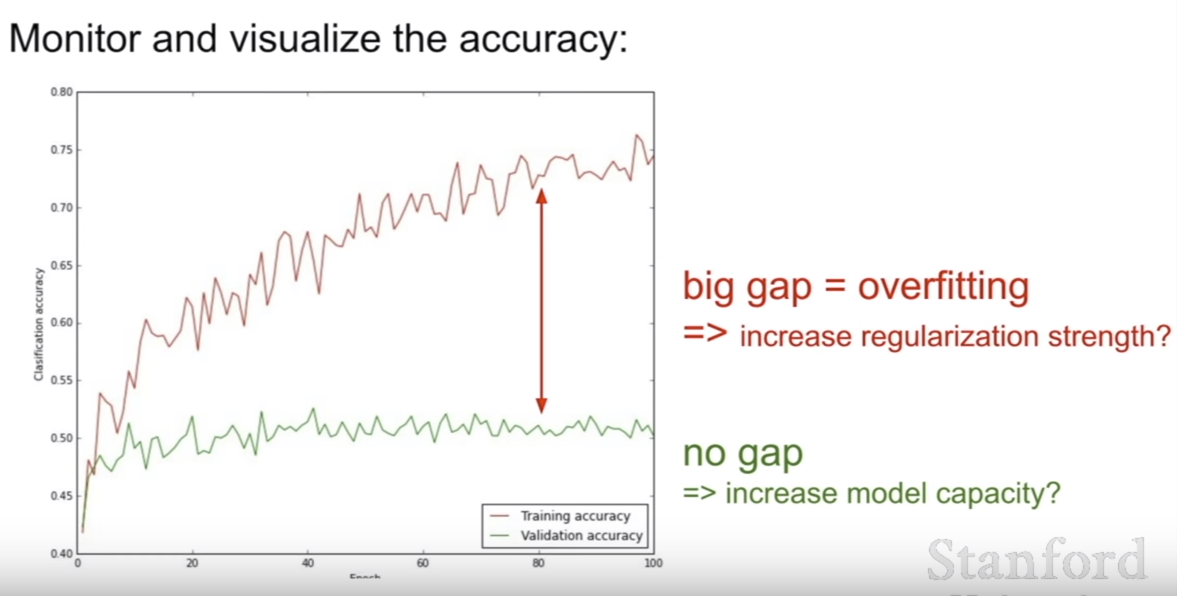 Monitor and visualize the accuracy:
0.80
0.75
0.70
0.65
0.60
0.55
0.50
0.45
0.40
Clasification accuracy
0 20 40 60 80 100
Epoch
Training accuracy
Validation accuracy
big gap = overfitting
=> increase regularization strength?
no gap
=> increase model capacity?
Stanford